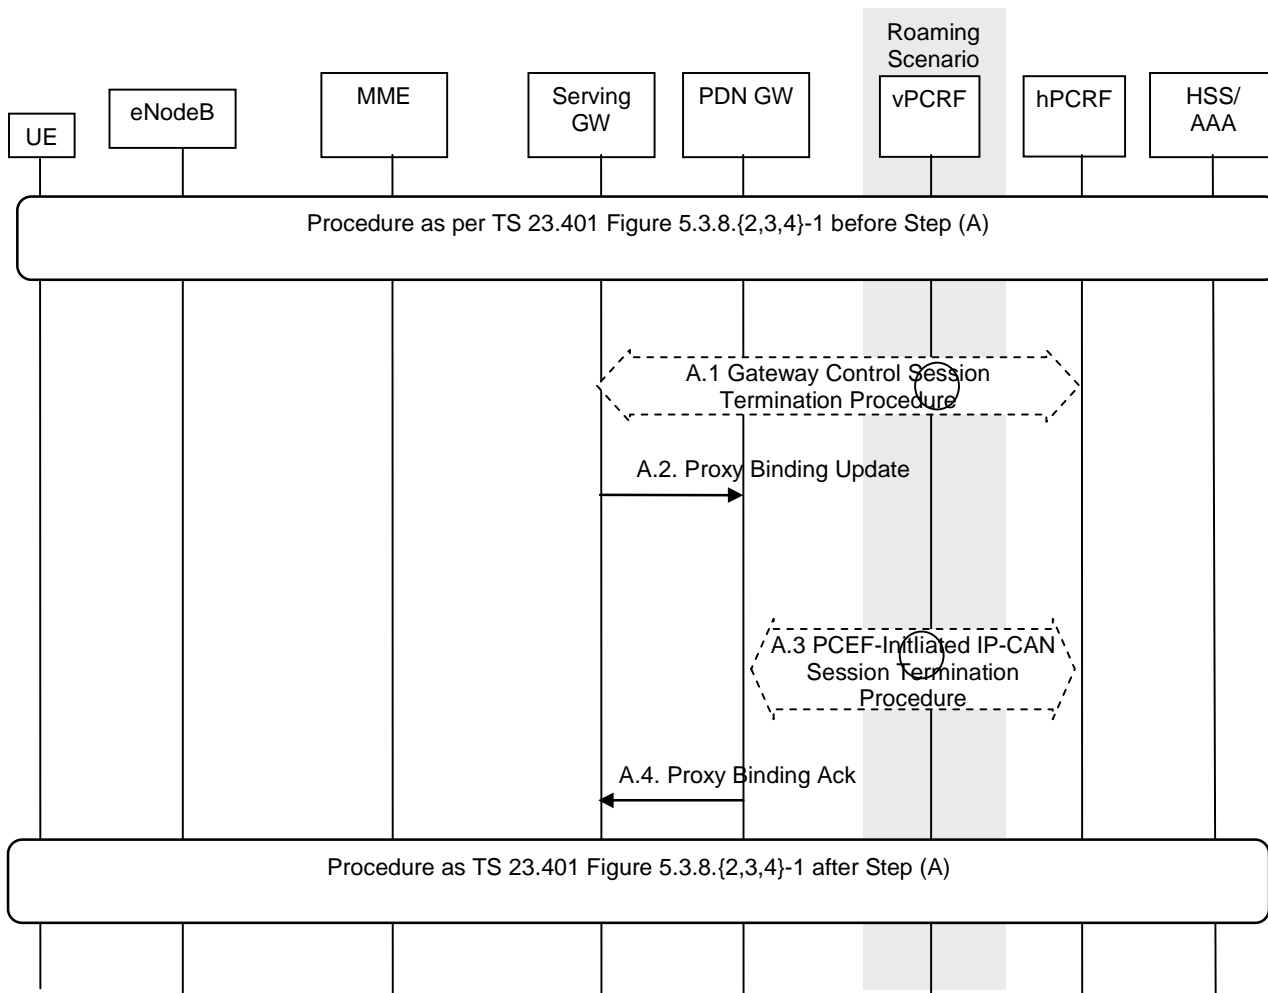 Roaming
Scenario
UE
eNodeB
MME
Serving
GW
PDN GW
vPCRF
hPCRF
HSS/
AAA
Procedure as per TS 23.401 Figure 5.3.8.{2,3,4}-1 before Step (A)
A.1 Gateway Control Session
Termination Procedure
A.2. Proxy Binding Update
A.3 PCEF-Initliated IP-CAN
Session Termination
Procedure
A.4. Proxy Binding Ack
Procedure as TS 23.401 Figure 5.3.8.{2,3,4}-1 after Step (A)